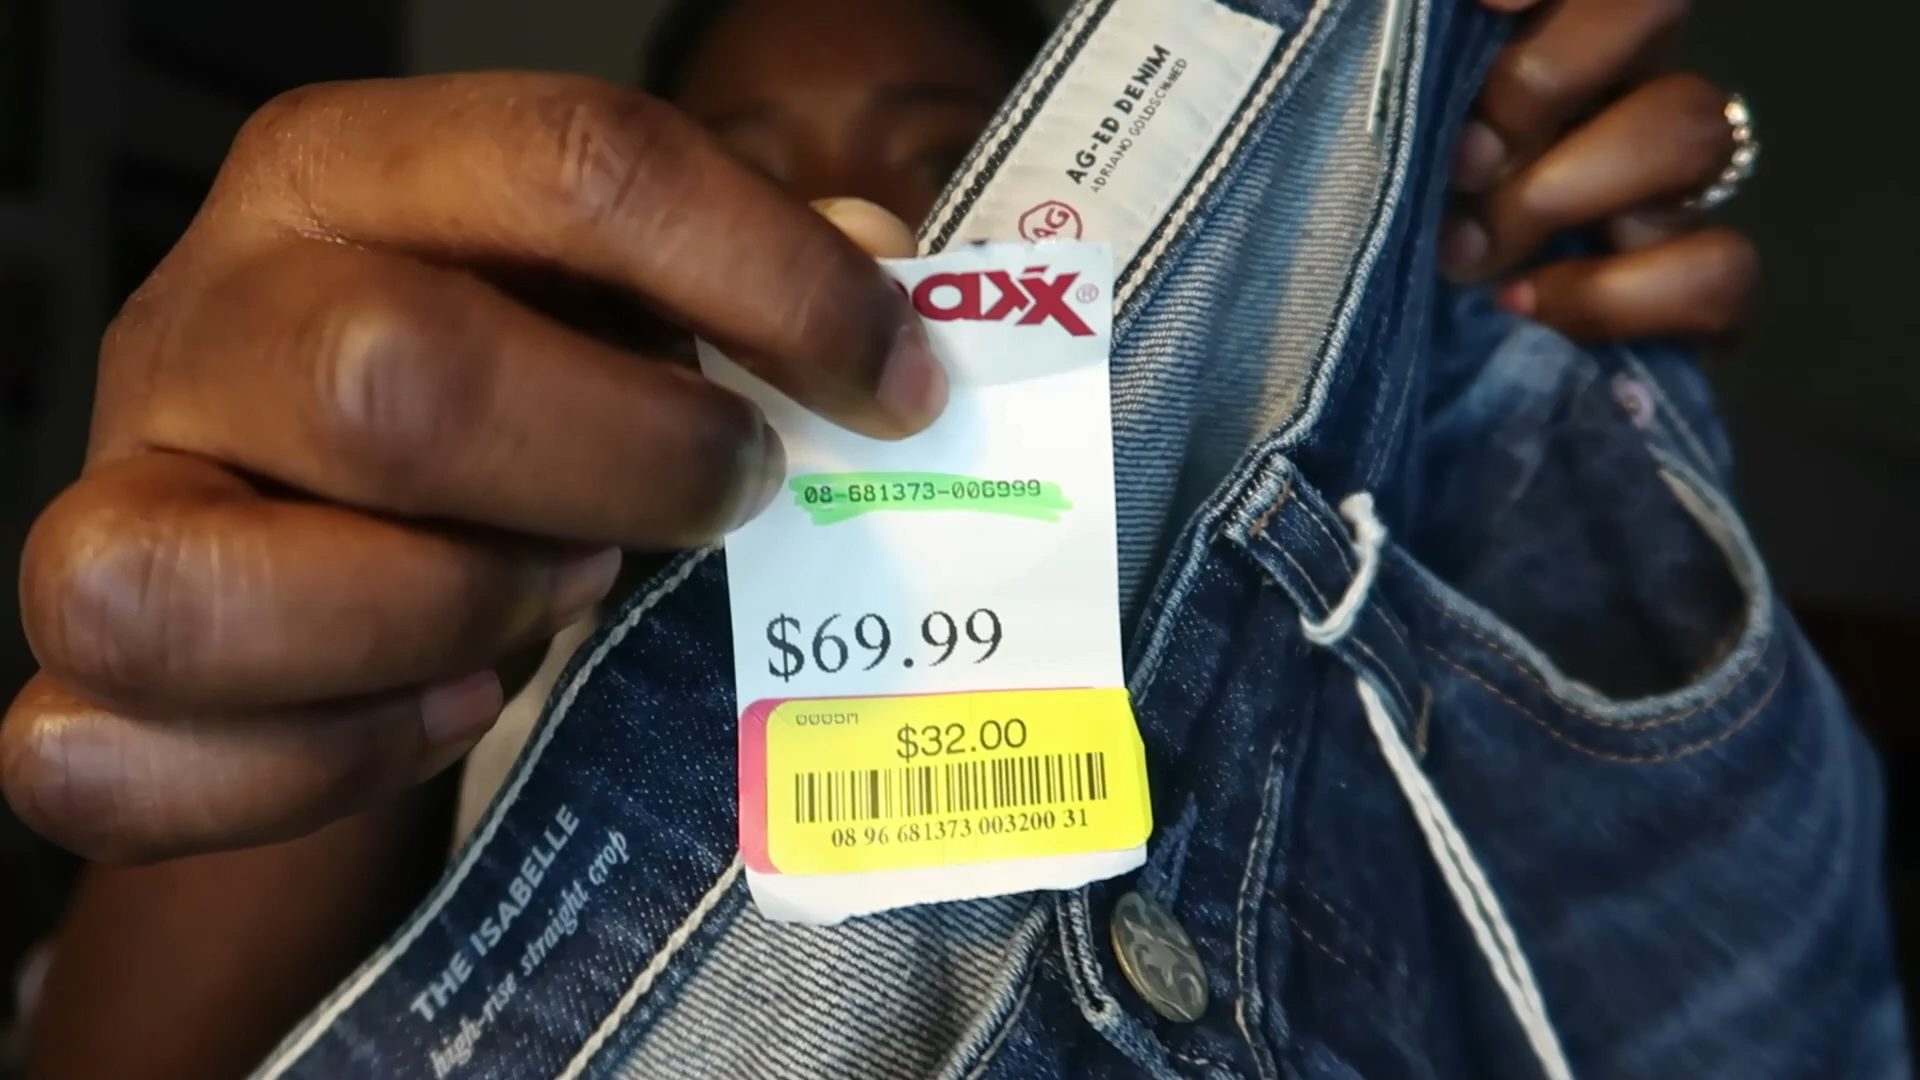 AG-ED DENIM
ADRIANO GOLDSCHMIED
AG
axx®
08-681373-006999
$69.99
$32.00
08 96 681373 003200 31
THE ISABELLE
high-rise straight crop